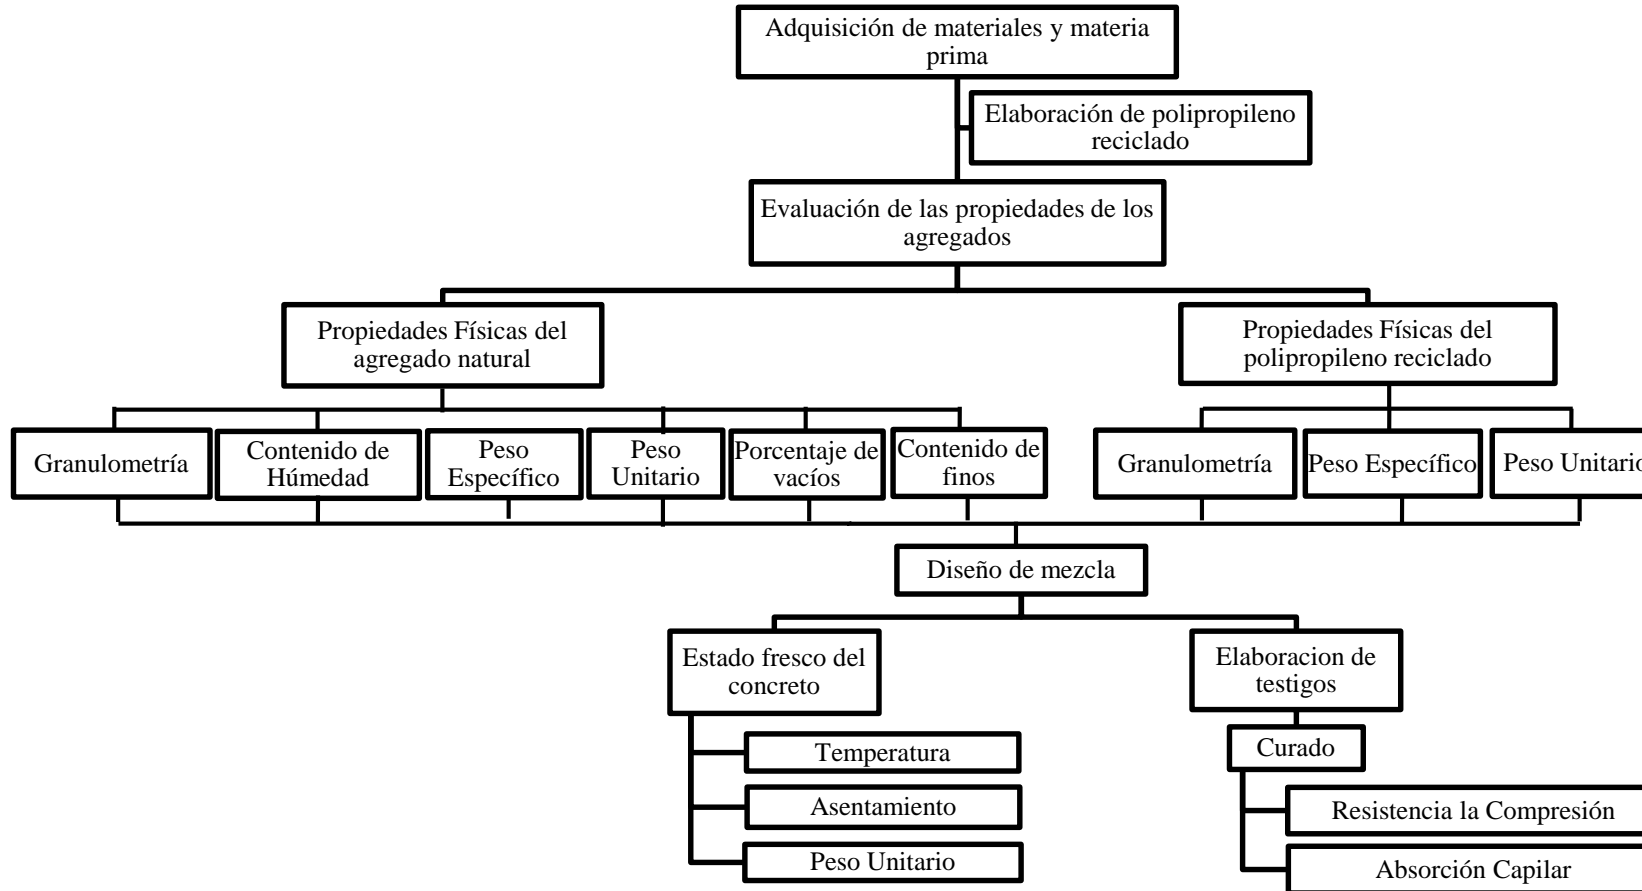 Adquisición de materiales y materia
prima
Elaboración de polipropileno
reciclado
Evaluación de las propiedades de los
agregados
Propiedades Físicas del
agregado natural
Propiedades Físicas del
polipropileno reciclado
Granulometría
Contenido de
Húmedad
Peso
Específico
Peso
Unitario
Porcentaje de
vacíos
Contenido de
finos
Granulometría
Peso Específico
Peso Unitario
Diseño de mezcla
Estado fresco del
concreto
Elaboracion de
testigos
Temperatura
Asentamiento
Peso Unitario
Curado
Resistencia la Compresión
Absorción Capilar